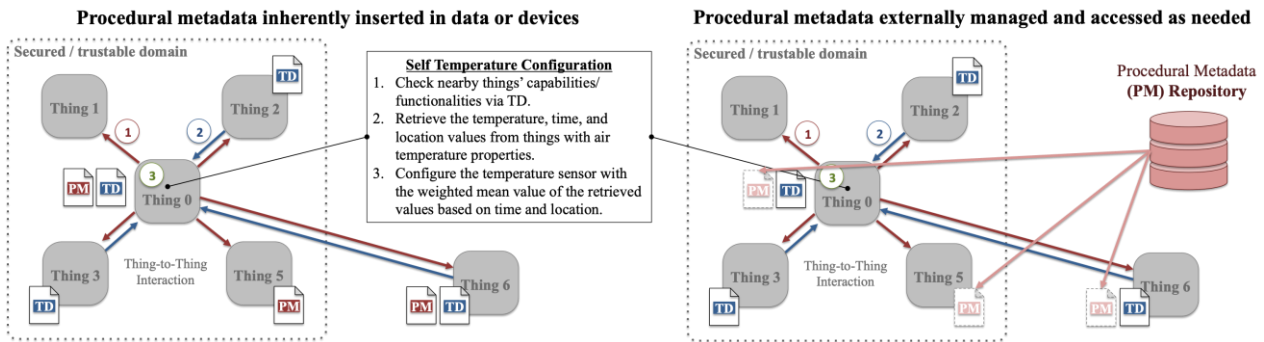 Procedural metadata inherently inserted in data or devices
Secured / trustable domain
Thing 1
TD
Thing 2
1
2
3
PM
TD
Thing 0
Thing 3
TD
Thing-to-Thing
Interaction
Thing 5
PM
Thing 6
PM
TD
Self Temperature Configuration
1. Check nearby things' capabilities/
functionalities via TD.
2. Retrieve the temperature, time, and
location values from things with air
temperature properties.
3. Configure the temperature sensor with
the weighted mean value of the retrieved
values based on time and location.
Procedural metadata externally managed and accessed as needed
Secured / trustable domain
Thing 1
TD
Thing 2
1
2
3
PM
TD
Thing 0
Thing 3
TD
Thing-to-Thing
Interaction
Thing 5
PM
Thing 6
PM
TD
Procedural Metadata
(PM) Repository